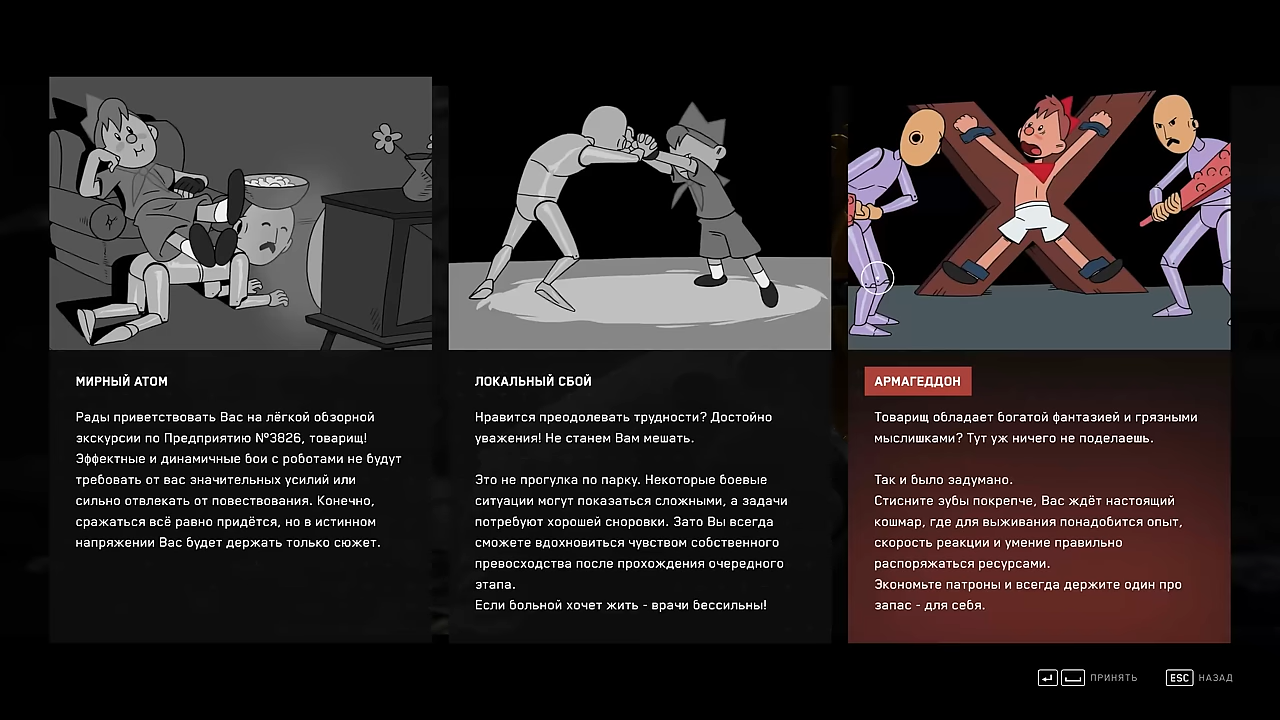 МИРНЫЙ АТОМ
Рады приветствовать Вас на лёгкой обзорной
экскурсии по Предприятию №3826, товарищ!
Эффектные и динамичные бои с роботами не будут
требовать от вас значительных усилий или
сильно отвлекать от повествования. Конечно,
сражаться всё равно придётся, но в истинном
напряжении Вас будет держать только сюжет.
ЛОКАЛЬНЫЙ СБОЙ
Нравится преодолевать трудности? Достойно
уважения! Не станем Вам мешать.
Это не прогулка по парку. Некоторые боевые
ситуации могут показаться сложными, а задачи
потребуют хорошей сноровки. Зато Вы всегда
сможете вдохновиться чувством собственного
превосходства после прохождения очередного
этапа.
Если больной хочет жить - врачи бессильны!
АРМАГЕДДОН
Товарищ обладает богатой фантазией и грязными
мыслишками? Тут уж ничего не поделаешь.
Так и было задумано.
Стисните зубы покрепче, Вас ждёт настоящий
кошмар, где для выживания понадобится опыт,
скорость реакции и умение правильно
распоряжаться ресурсами.
Экономьте патроны и всегда держите один про
запас - для себя.
ПРИНЯТЬ
ESC НАЗАД